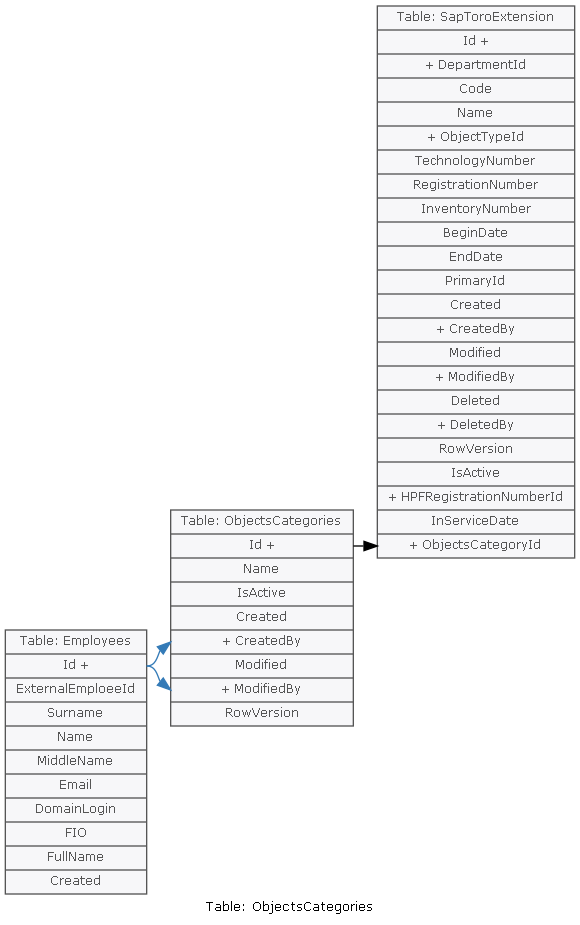 Table: SapToroExtension
Id +
+ DepartmentId
Code
Name
+ ObjectTypeId
TechnologyNumber
RegistrationNumber
InventoryNumber
BeginDate
EndDate
PrimaryId
Created
+ CreatedBy
Modified
+ ModifiedBy
Deleted
+ DeletedBy
RowVersion
IsActive
+ HPFRegistrationNumberId
InServiceDate
+ ObjectsCategoryId
Table: ObjectsCategories
Id +
Name
IsActive
Created
+ CreatedBy
Modified
+ ModifiedBy
RowVersion
Table: Employees
Id +
ExternalEmploeeId
Surname
Name
MiddleName
Email
DomainLogin
FIO
FullName
Created
Table: ObjectsCategories